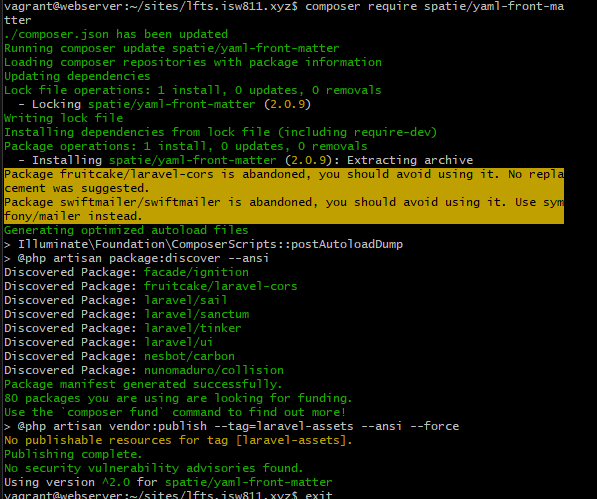 vagrant@webserver:~/sites/lfts.isw811.xyz$ composer require spatie/yaml-front-ma
tter
./composer.json has been updated
Running composer update spatie/yaml-front-matter
Loading composer repositories with package information
Updating dependencies
Lock file operations: 1 install, 0 updates, 0 removals
  - Locking spatie/yaml-front-matter (2.0.9)
Writing lock file
Installing dependencies from lock file (including require-dev)
Package operations: 1 install, 0 updates, 0 removals
  - Installing spatie/yaml-front-matter (2.0.9): Extracting archive
Package fruitcake/laravel-cors is abandoned, you should avoid using it. No repla
cement was suggested.
Package swiftmailer/swiftmailer is abandoned, you should avoid using it. Use sym
fony/mailer instead.
Generating optimized autoload files
> Illuminate\Foundation\ComposerScripts::postAutoloadDump
> @php artisan package:discover --ansi
Discovered Package: facade/ignition
Discovered Package: fruitcake/laravel-cors
Discovered Package: laravel/sail
Discovered Package: laravel/sanctum
Discovered Package: laravel/tinker
Discovered Package: laravel/ui
Discovered Package: nesbot/carbon
Discovered Package: nunomaduro/collision
Package manifest generated successfully.
80 packages you are using are looking for funding.
Use the `composer fund` command to find out more!
> @php artisan vendor:publish --tag=laravel-assets --ansi --force
No publishable resources for tag [laravel-assets].
Publishing complete.
No security vulnerability advisories found.
Using version ^2.0 for spatie/yaml-front-matter
vagrant@webserver:~/sites/lfts.isw811.xyz$ exit